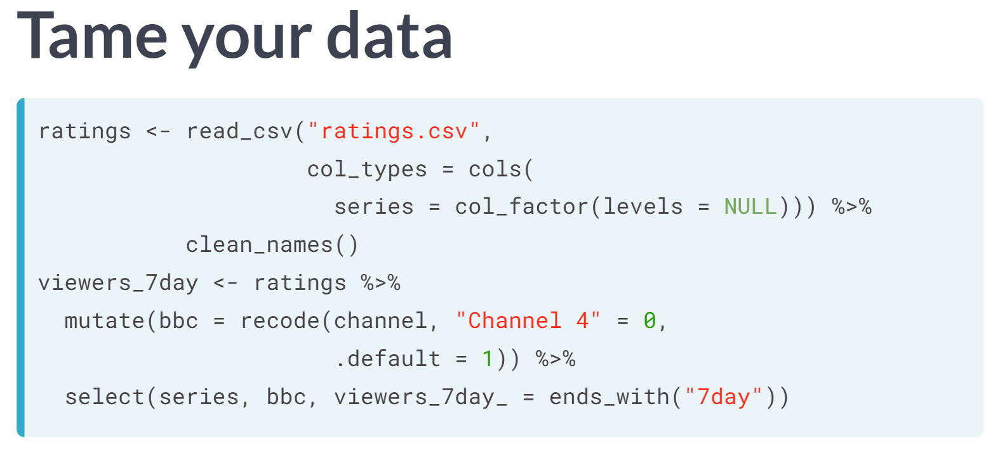 Tame your data
ratings <- read_csv("ratings.csv",
col_types = cols(
series = col_factor(levels = NULL))) %>%
clean_names()
viewers_7day <- ratings %>%
mutate(bbc = recode(channel, "Channel 4" = 0,
.default = 1)) %>%
select(series, bbc, viewers_7day_ = ends_with("7day"))